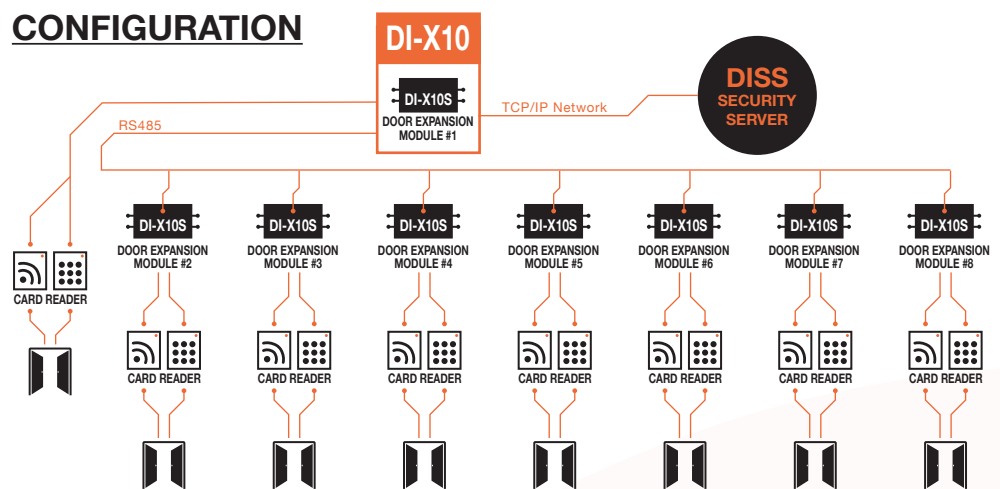 CONFIGURATION
DI-X10
DI-X10S
DOOR EXPANSION
MODULE #1
TCP/IP Network
DISS
SECURITY
SERVER
RS485
DI-X10S
DOOR EXPANSION
MODULE #2
DI-X10S
DOOR EXPANSION
MODULE #3
DI-X10S
DOOR EXPANSION
MODULE #4
DI-X10S
DOOR EXPANSION
MODULE #5
DI-X10S
DOOR EXPANSION
MODULE #6
DI-X10S
DOOR EXPANSION
MODULE #7
DI-X10S
DOOR EXPANSION
MODULE #8
CARD READER
CARD READER
CARD READER
CARD READER
CARD READER
CARD READER
CARD READER
CARD READER